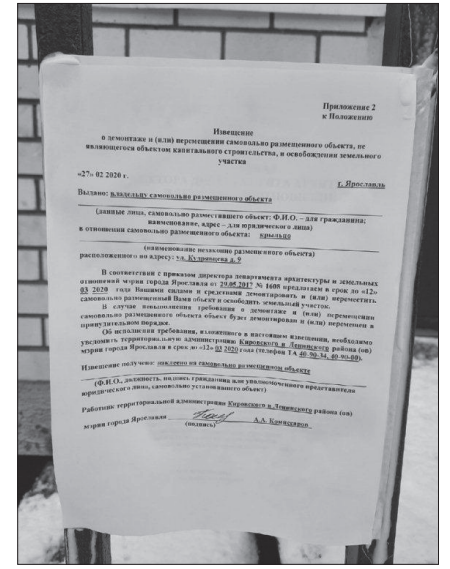 Приложение 2
к Положению
Извещение
о демонтаже и (или) перемещении самовольно размещенного объекта, не
являющегося объектом капитального строительства, и освобождении земельного
участка
«27» 02 2020 г.
г. Ярославль
Выдано: владельцу самовольно размещенного объекта
(данные лица, самовольно разместившего объект: Ф.И.О. – для гражданина;
наименование, адрес – для юридического лица)
в отношении самовольно размещенного объекта: крыльцо
(наименование незаконно размещенного объекта)
расположенного по адресу: ул. Кудрявцева д. 9
В соответствии с приказом директора департамента архитектуры и земельных
отношений мэрии города Ярославля от 29.05.2017 № 1608 предлагаем в срок до «12»
03 2020 года Вашими силами и средствами демонтировать и (или) переместить
самовольно размещенный Вами объект и освободить земельный участок.
В случае невыполнения требования о демонтаже и (или) перемещении
самовольно размещенного объекта объект будет демонтирован и (или) перемещен в
принудительном порядке.
Об исполнении требования, изложенного в настоящем извещении, необходимо
уведомить территориальную администрацию Кировского и Ленинского района (ов)
мэрии города Ярославля в срок до «12» 03 2020 года (телефон ТА 40-90-34, 40-90-00).
Извещение получено: наклеено на самовольно размещенном объекте
(Ф.И.О., должность, подпись гражданина или уполномоченного представителя
юридического лица, самовольно установившего объект)
Работник территориальной администрации Кировского и Ленинского района (ов)
мэрии города Ярославля
А.А. Комиссаров
(подпись)